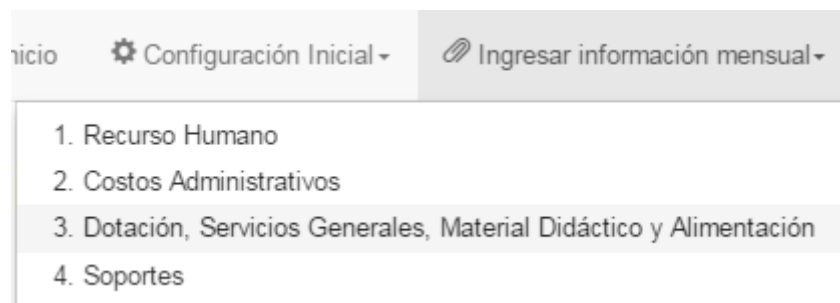 nicio Configuración Inicial Ingresar información mensual
1. Recurso Humano
2. Costos Administrativos
3. Dotación, Servicios Generales, Material Didáctico y Alimentación
4. Soportes